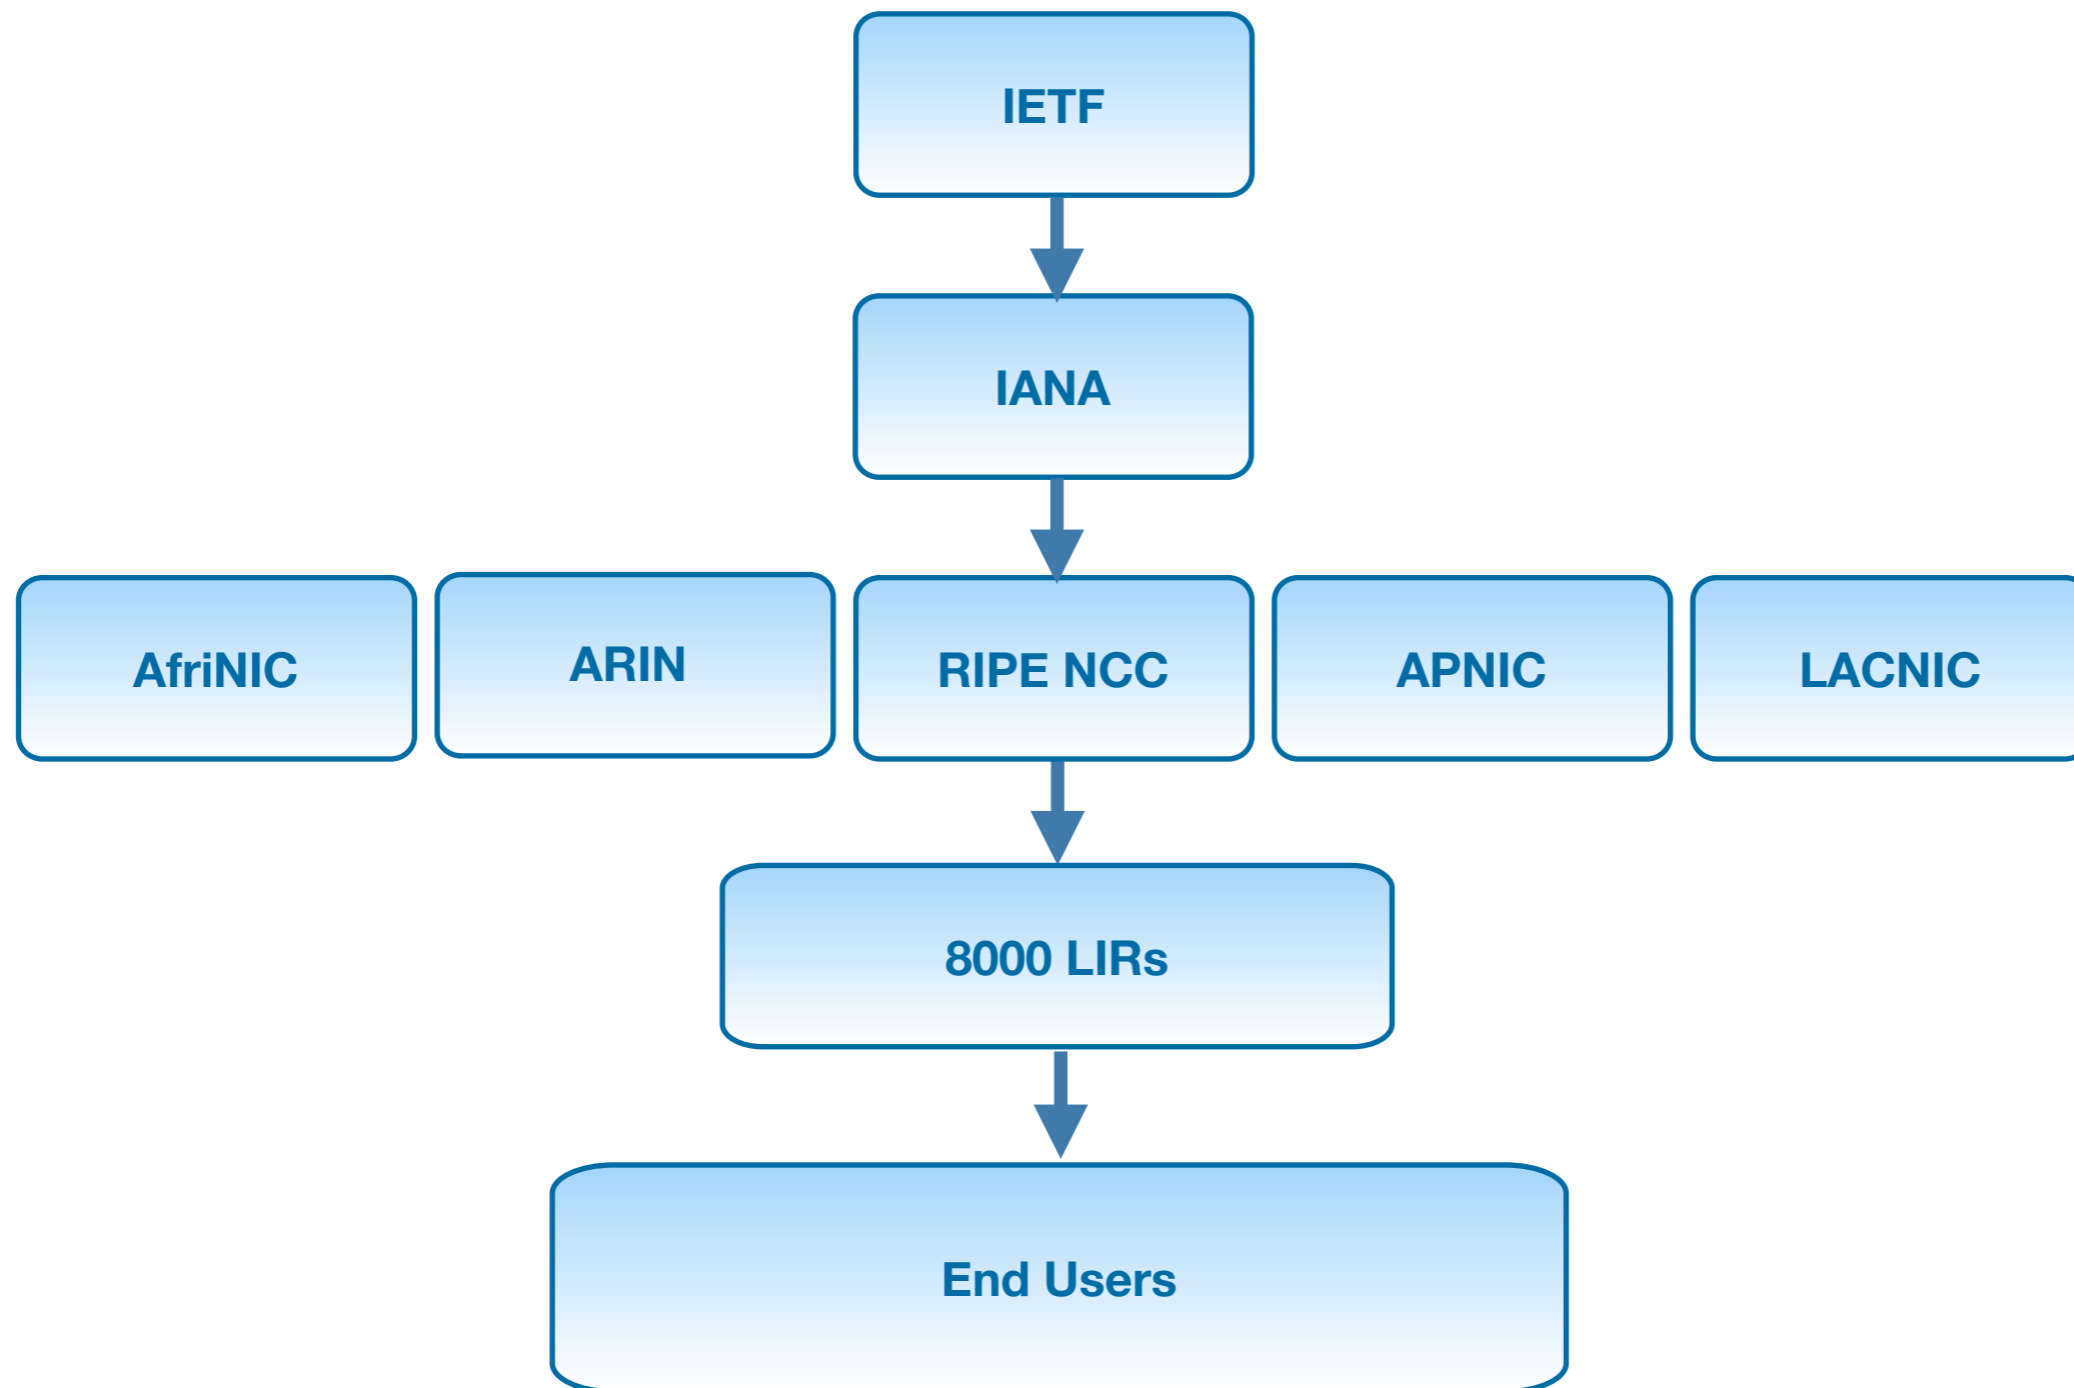 IETF
IANA
AfriNIC
ARIN
RIPE NCC
APNIC
LACNIC
8000 LIRs
End Users